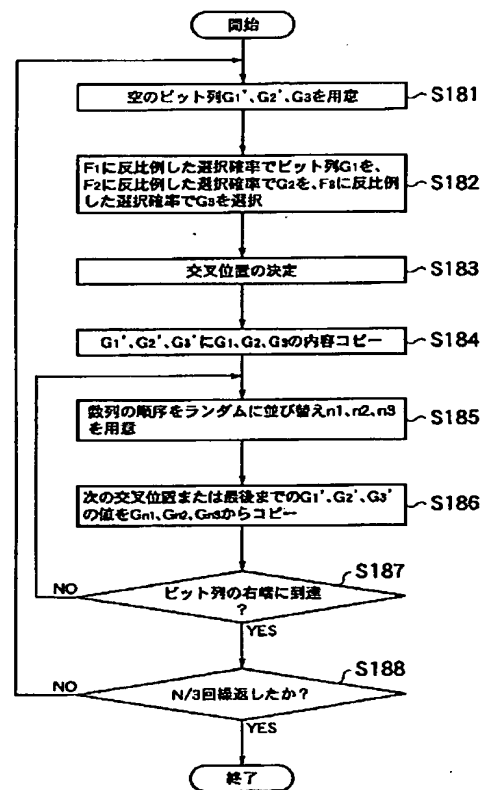 開始
空のビット列G1'、G2'、G3を用意
S181
F1に反比例した選択確率でビット列G1を、
F2に反比例した選択確率でG2を、F3に反比例
した選択確率でG3を選択
S182
交叉位置の決定
S183
G1'、G2'、G3'にG1、G2、G3の内容コピー
S184
数列の順序をランダムに並び替えn1、n2、n3
を用意
S185
次の交叉位置または最後までのG1'、G2'、G3'
の値をGn1、Gn2、Gn3からコピー
S186
S187
NO
ビット列の右端に到達
?
YES
S188
NO
N/3回繰返したか?
YES
終了